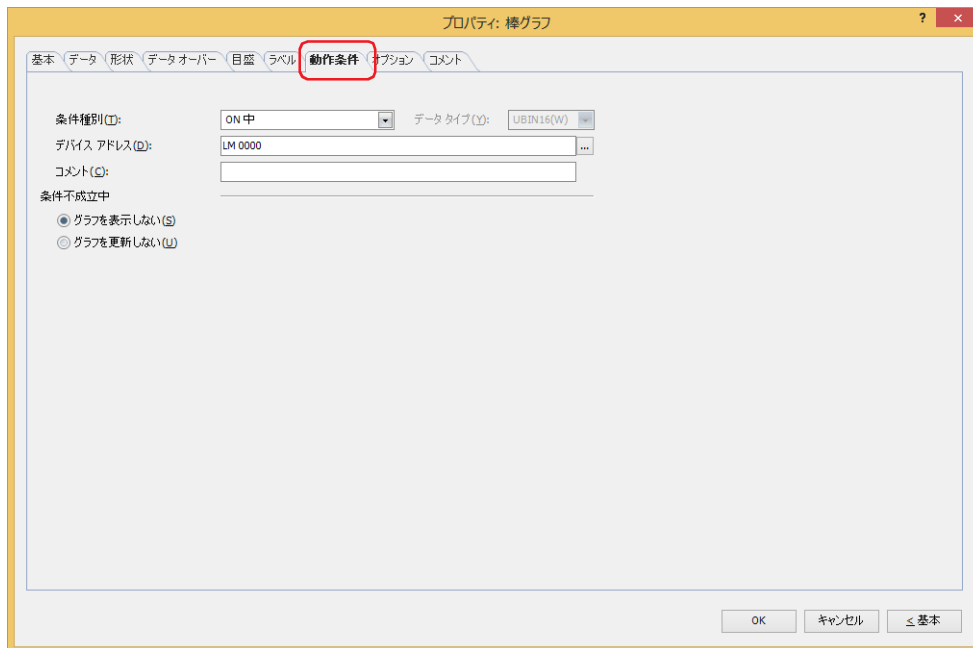 プロパティ: 棒グラフ
? ×
基本 データ 形状 データ オーバー 目盛 ラベル 動作条件 オプション コメント
条件種別(T): ON 中 データ タイプ(Y): UBIN16(W)
デバイス アドレス(D): LM 0000 ...
コメント(C):
条件不成立中
グラフを表示しない(S)
グラフを更新しない(U)
OK キャンセル < 基本